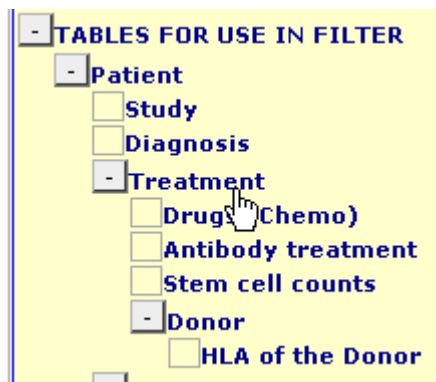 - TABLES FOR USE IN FILTER
- Patient
Study
Diagnosis
- Treatment
Drug Chemo)
Antibody treatment
Stem cell counts
- Donor
HLA of the Donor